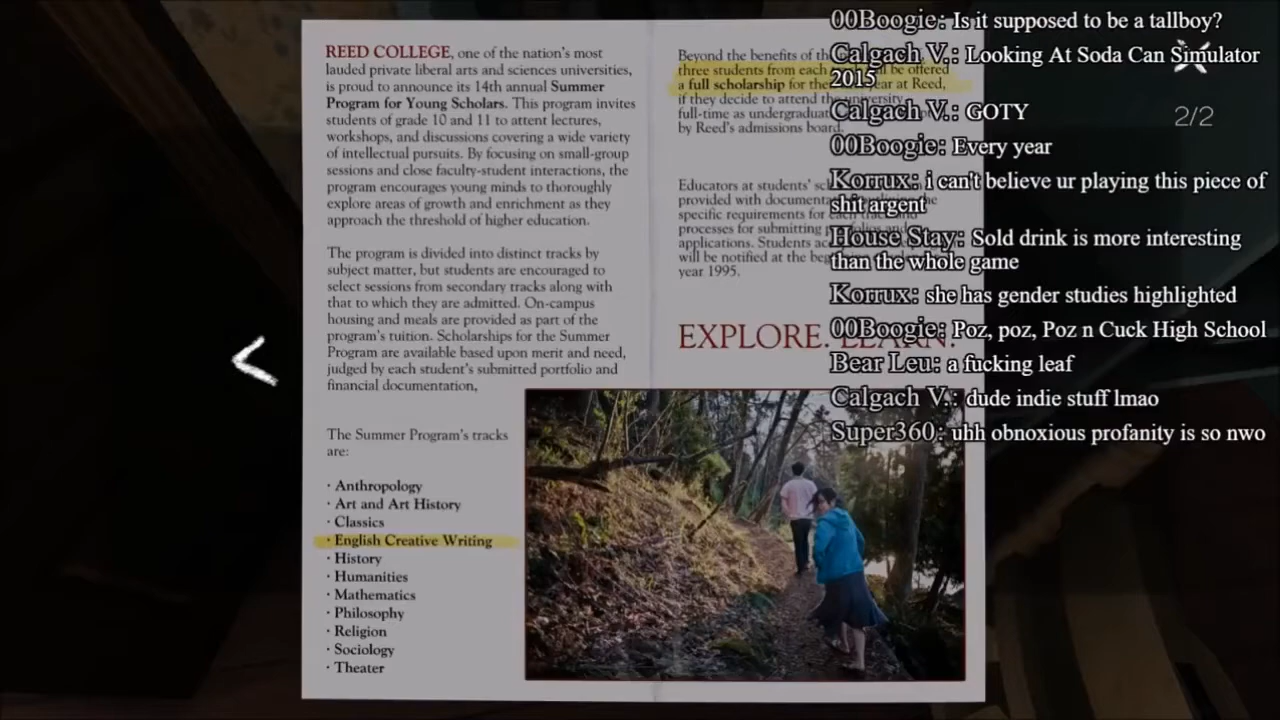 REED COLLEGE, one of the nation's most
lauded private liberal arts and sciences universities,
is proud to announce its 14th annual Summer
Program for Young Scholars. This program invites
students of grade 10 and 11 to attent lectures,
workshops, and discussions covering a wide variety
of intellectual pursuits. By focusing on small-group
sessions and close faculty-student interactions, the
program encourages young minds to thoroughly
explore areas of growth and enrichment as they
approach the threshold of higher education.
The program is divided into distinct tracks by
subject matter, but students are encouraged to
select sessions from secondary tracks along with
that to which they are admitted. On-campus
housing and meals are provided as part of the
program's tuition. Scholarships for the Summer
Program are available based upon merit and need,
judged by each student's submitted portfolio and
financial documentation,
The Summer Program's tracks
are:
· Anthropology
· Art and Art History
· Classics
· English Creative Writing
· History
· Humanities
· Mathematics
· Philosophy
· Religion
· Sociology
· Theater
Beyond the benefits of
three students from each be offered
a full scholarship for the year at Reed,
if they decide to attend the university
full-time as
by Reed's admissions board.
Educators at students'
provided with
specific requirements for each track and
processes for submitting
applications. Students
will be notified at the
year 1995.
EXPLORE. LEARN.
2/2
00Boogie: Is it supposed to be a tallboy?
Calgach V.: Looking At Soda Can Simulator
2015
Calgach V.: GOTY
00Boogie: Every year
Korrux: i can't believe ur playing this piece of
shit argent
House Stay: Sold drink is more interesting
than the whole game
Korrux: she has gender studies highlighted
00Boogie: Poz, poz, Poz n Cuck High School
Bear Leu: a fucking leaf
Calgach V.: dude indie stuff lmao
Super360: uhh obnoxious profanity is so nwo